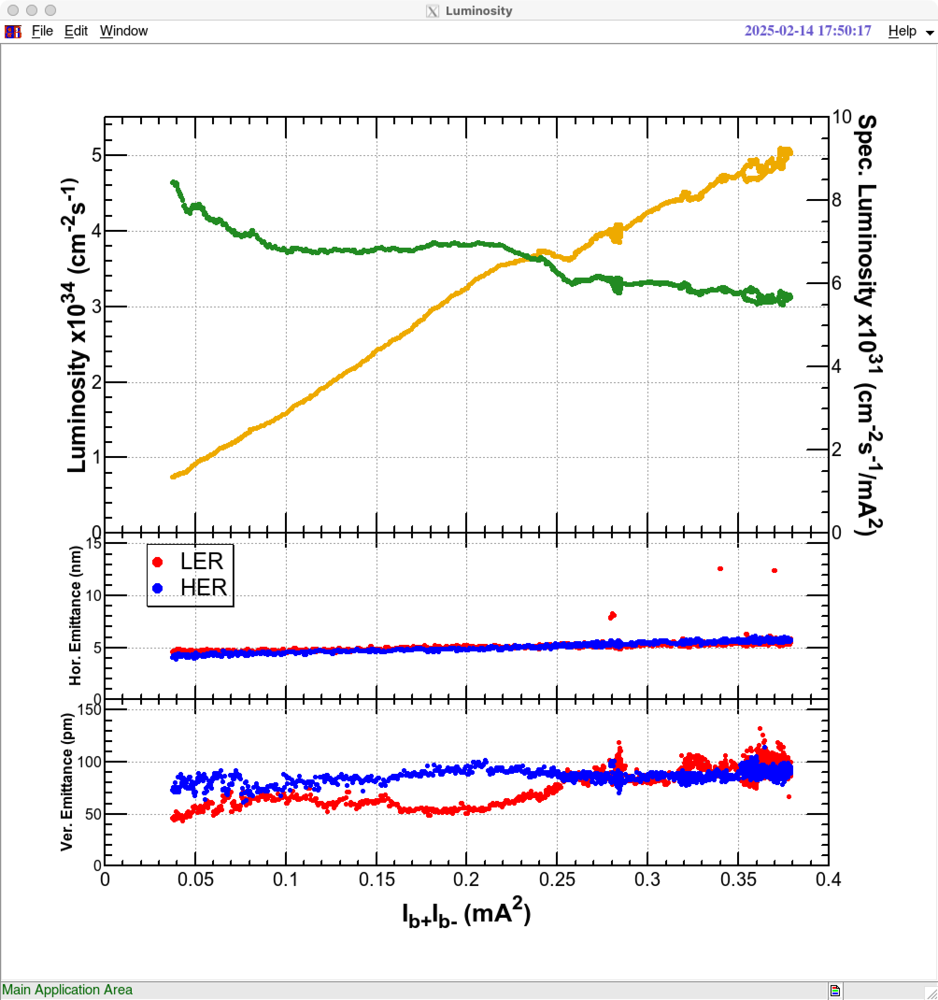 Luminosity
File Edit Window 2025-02-14 17:50:17 Help
Luminosity x10^34 (cm^-2s^-1)
5
4
3
2
1
0
10
8
6
4
2
0
Spec. Luminosity x10^31 (cm^-2s^-1/mA^2)
Hor. Emittance (nm)
15
10
5
0
LER
HER
Ver. Emittance (pm)
150
100
50
0
0 0.05 0.1 0.15 0.2 0.25 0.3 0.35 0.4
I_b+I_b- (mA^2)
Main Application Area